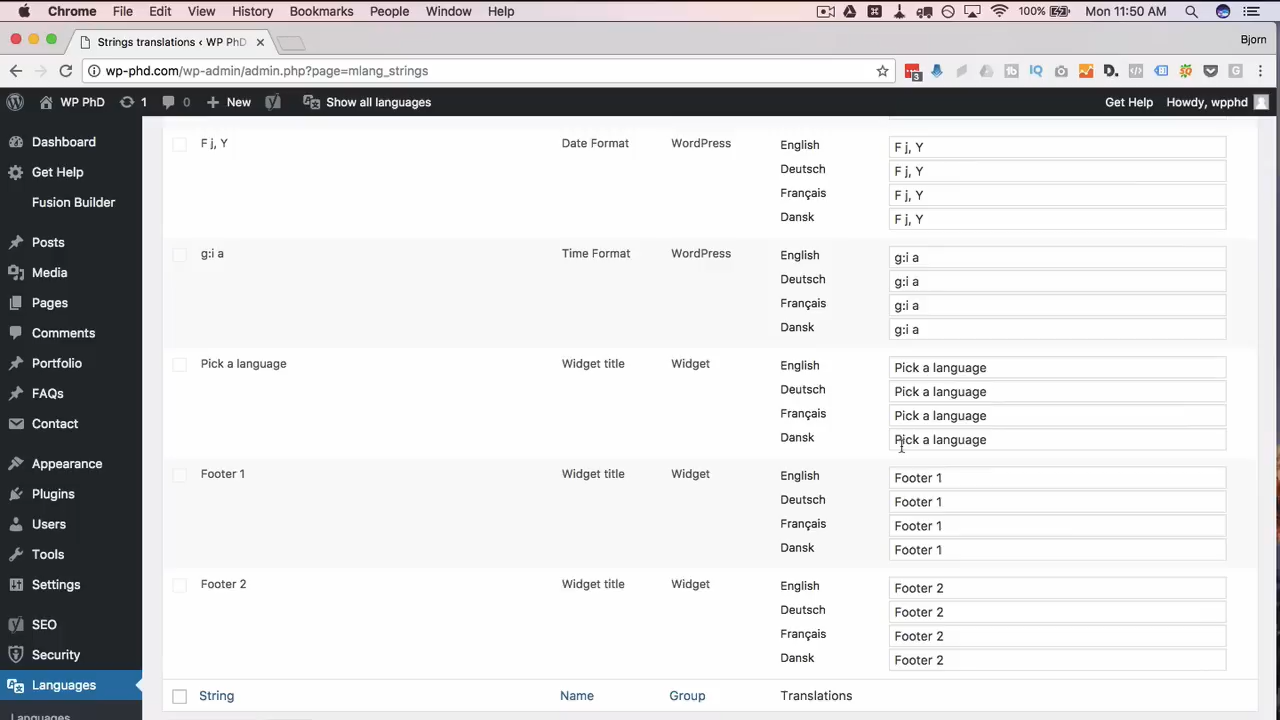 Chrome File Edit View History Bookmarks People Window Help 100% Mon 11:50 AM
Strings translations ‹ WP PhD Bjorn
wp-phd.com/wp-admin/admin.php?page=mlang_strings
WP PhD 1 0 New Show all languages Get Help Howdy, wpphd
Dashboard
Get Help
Fusion Builder
Posts
Media
Pages
Comments
Portfolio
FAQs
Contact
Appearance
Plugins
Users
Tools
Settings
SEO
Security
Languages
Languages
F j, Y Date Format WordPress English F j, Y
Deutsch F j, Y
Français F j, Y
Dansk F j, Y
g:i a Time Format WordPress English g:i a
Deutsch g:i a
Français g:i a
Dansk g:i a
Pick a language Widget title Widget English Pick a language
Deutsch Pick a language
Français Pick a language
Dansk Pick a language
Footer 1 Widget title Widget English Footer 1
Deutsch Footer 1
Français Footer 1
Dansk Footer 1
Footer 2 Widget title Widget English Footer 2
Deutsch Footer 2
Français Footer 2
Dansk Footer 2
String Name Group Translations